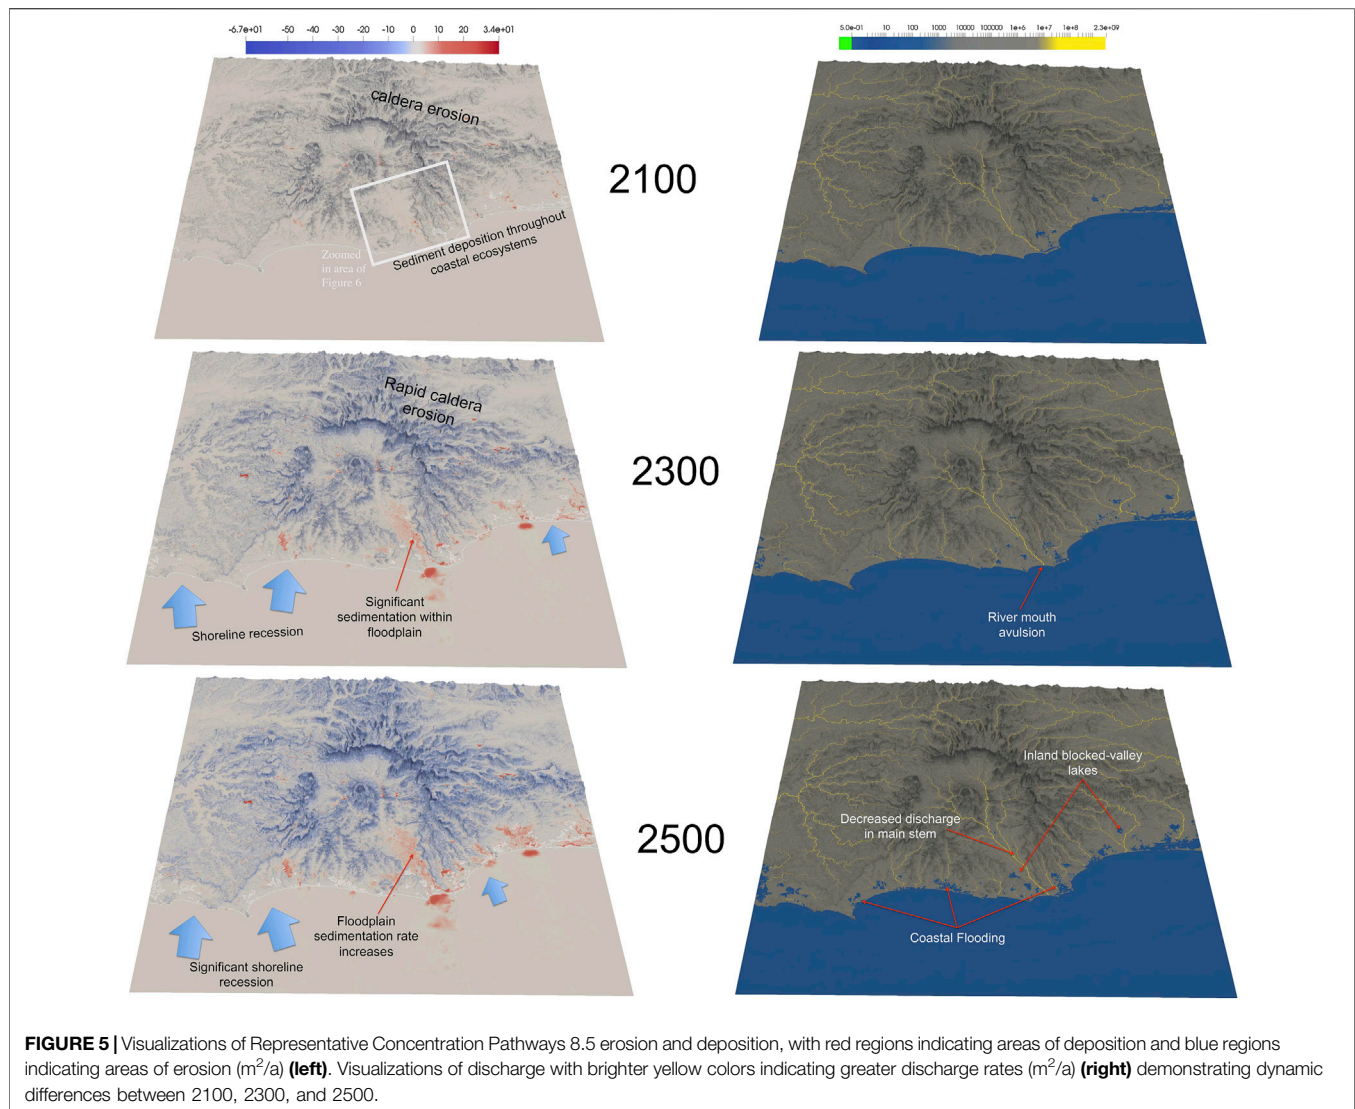 -6.7e+01 -50 -40 -30 -20 -10 0 10 20 3.4e+01
5.0e-01 10 100 1000 10000 100000 1e+6 1e+7 1e+8 2.3e+09
caldera erosion
Zoomed
in area of
Figure 6
Sediment deposition throughout
coastal ecosystems
2100
Rapid caldera
erosion
Shoreline recession
Significant
sedimentation within
floodplain
2300
River mouth
avulsion
Significant shoreline
recession
Floodplain
sedimentation rate
increases
2500
Inland blocked-valley
lakes
Decreased discharge
in main stem
Coastal Flooding
FIGURE 5 | Visualizations of Representative Concentration Pathways 8.5 erosion and deposition, with red regions indicating areas of deposition and blue regions
indicating areas of erosion (m²/a) (left). Visualizations of discharge with brighter yellow colors indicating greater discharge rates (m²/a) (right) demonstrating dynamic
differences between 2100, 2300, and 2500.